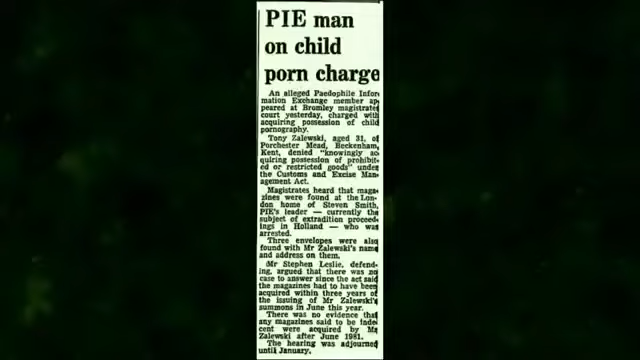 PIE man
on child
porn charge
An alleged Paedophile Infor
mation Exchange member ap
peared at Bromley magistrate
court yesterday, charged with
acquiring possession of child
pornography.
Tony Zalewski, aged 31, of
Porchester Mead, Beckenham,
Kent, denied "knowingly ac
quiring possession of prohibit-
ed or restricted goods" under
the Customs and Excise Man-
agement Act.
Magistrates heard that maga-
zines were found at the Lon-
don home of Steven Smith,
PIE's leader — currently the
subject of extradition proceed-
ings in Holland — who was
arrested.
Three envelopes were also
found with Mr Zalewski's name
and address on them.
Mr Stephen Leslie, defend-
ing, argued that there was no
case to answer since the act said
the magazines had to have been
acquired within three years of
the issuing of Mr Zalewski's
summons in June this year.
There was no evidence that
any magazines said to be inde-
cent were acquired by Mr
Zalewski after June 1981.
The hearing was adjourned
until January.